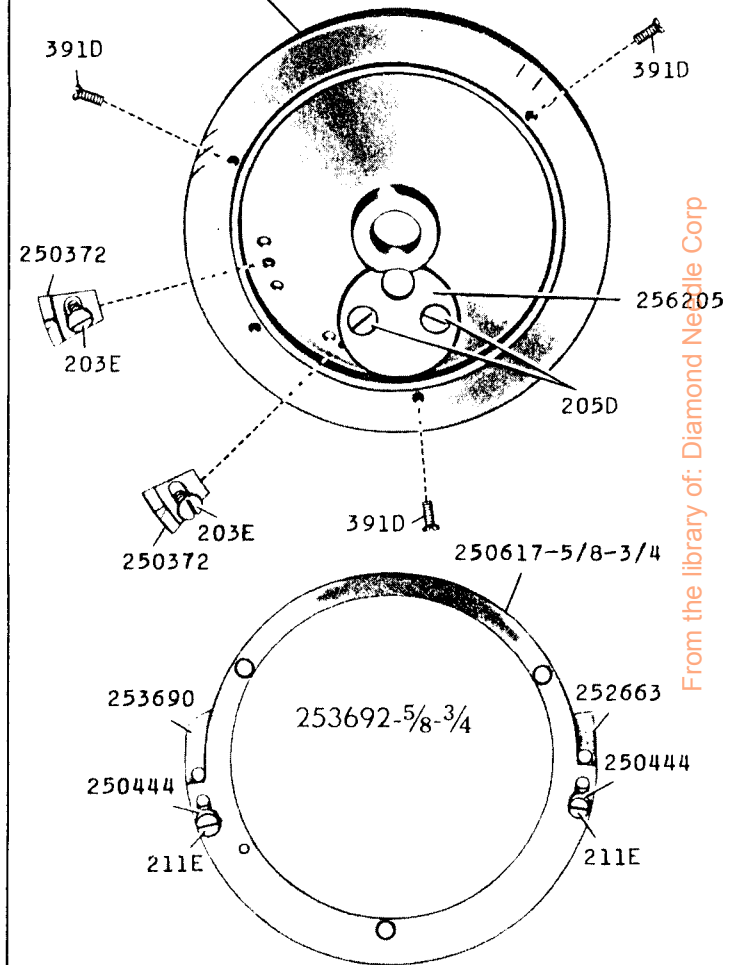 391D
391D
250372
203E
256205
205D
203E
250372
391D
250617-5/8-3/4
253690
253692-5/8-3/4
252663
250444
250444
211E
211E
From the library of: Diamond Needle Corp